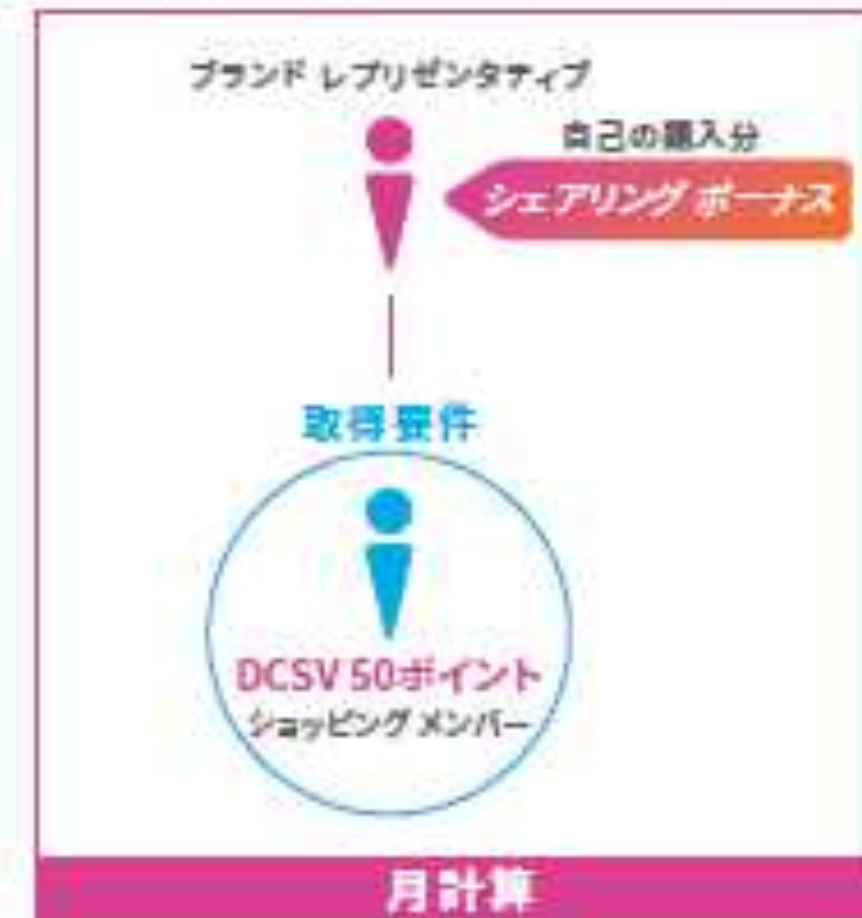 ブランド レプリゼンタティブ
自己の購入分
シェアリング ボーナス
取得要件
DCSV 50ポイント
ショッピング メンバー
月計算